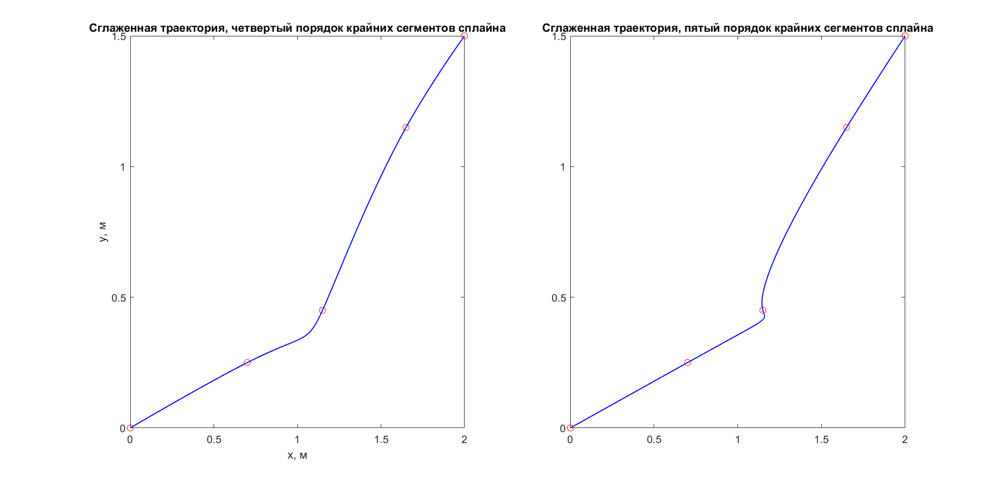 Сглаженная траектория, четвертый порядок крайних сегментов сплайна
1.5
1
0.5
0
y, м
0 0.5 1 1.5 2
x, м
Сглаженная траектория, пятый порядок крайних сегментов сплайна
1.5
1
0.5
0
0 0.5 1 1.5 2